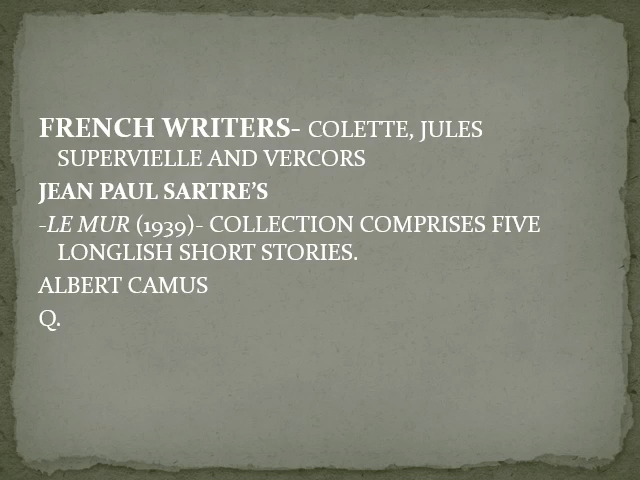 FRENCH WRITERS- COLETTE, JULES
SUPERVIELLE AND VERCORS
JEAN PAUL SARTRE'S
-LE MUR (1939)- COLLECTION COMPRISES FIVE
LONGLISH SHORT STORIES.
ALBERT CAMUS
Q.